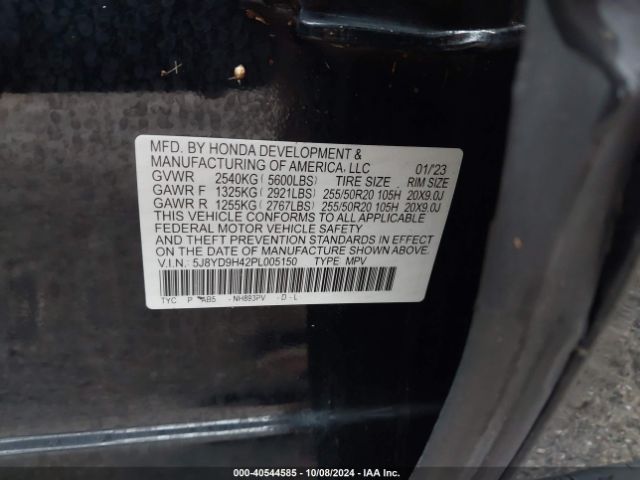 MFD. BY HONDA DEVELOPMENT &
MANUFACTURING OF AMERICA, LLC 01/'23
GVWR 2540KG (5600LBS) TIRE SIZE RIM SIZE
GAWR F 1325KG (2921LBS) 255/50R20 105H 20X9.0J
GAWR R 1255KG (2767LBS) 255/50R20 105H 20X9.0J
THIS VEHICLE CONFORMS TO ALL APPLICABLE
FEDERAL MOTOR VEHICLE SAFETY
AND THEFT PREVENTION STANDARDS IN EFFECT
ON THE DATE OF MANUFACTURE SHOWN ABOVE.
V.I.N.: 5J8YD9H42PL005150 TYPE: MPV
TYC P AB5 -NH893PV -D-L
000-40544585 - 10/08/2024 - IAA Inc.